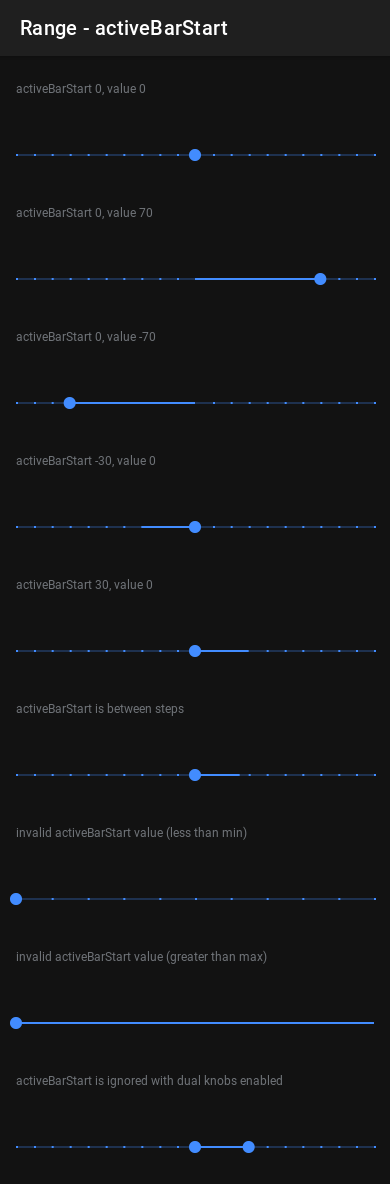 Range - activeBarStart
activeBarStart 0, value 0
activeBarStart 0, value 70
activeBarStart 0, value -70
activeBarStart -30, value 0
activeBarStart 30, value 0
activeBarStart is between steps
invalid activeBarStart value (less than min)
invalid activeBarStart value (greater than max)
activeBarStart is ignored with dual knobs enabled